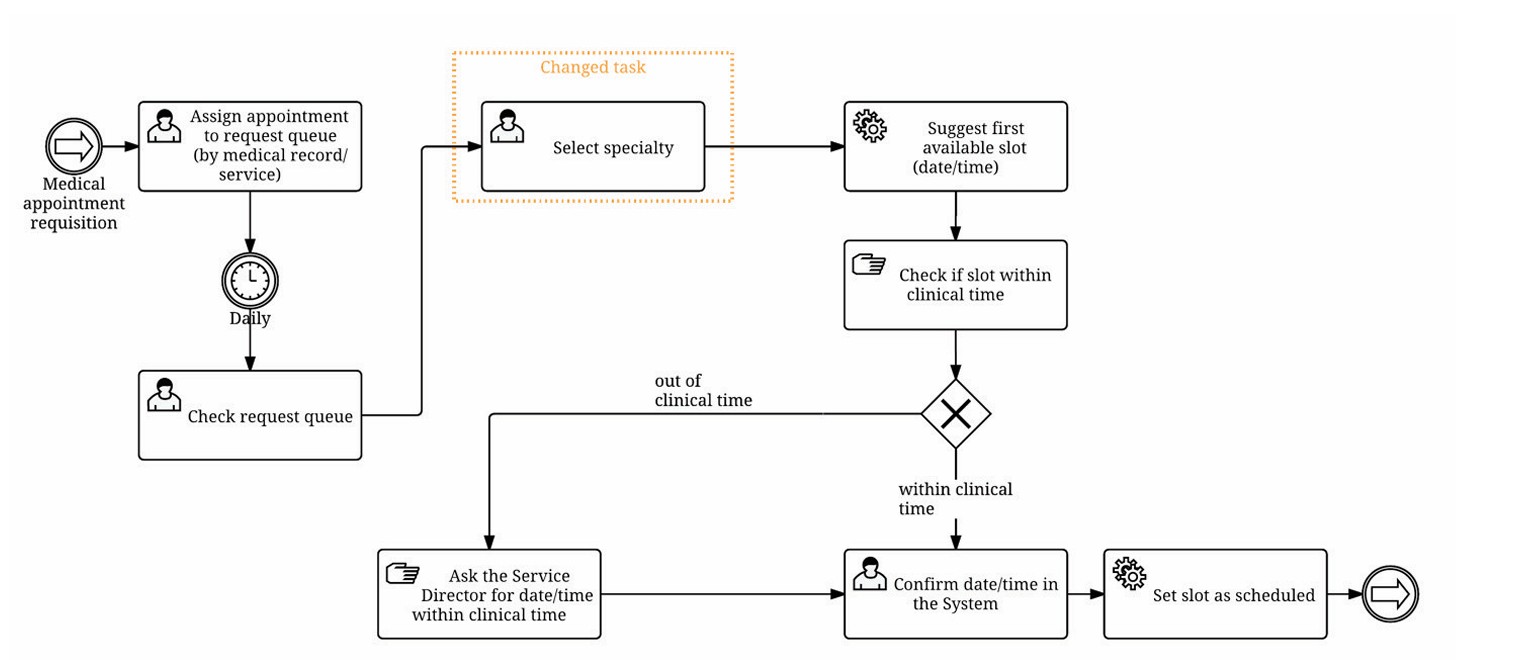 Changed task
Medical
appointment
requisition
Assign appointment
to request queue
(by medical record/
service)
Daily
Check request queue
Select specialty
Suggest first
available slot
(date/time)
Check if slot within
clinical time
out of
clinical time
within clinical
time
Ask the Service
Director for date/time
within clinical time
Confirm date/time in
the System
Set slot as scheduled